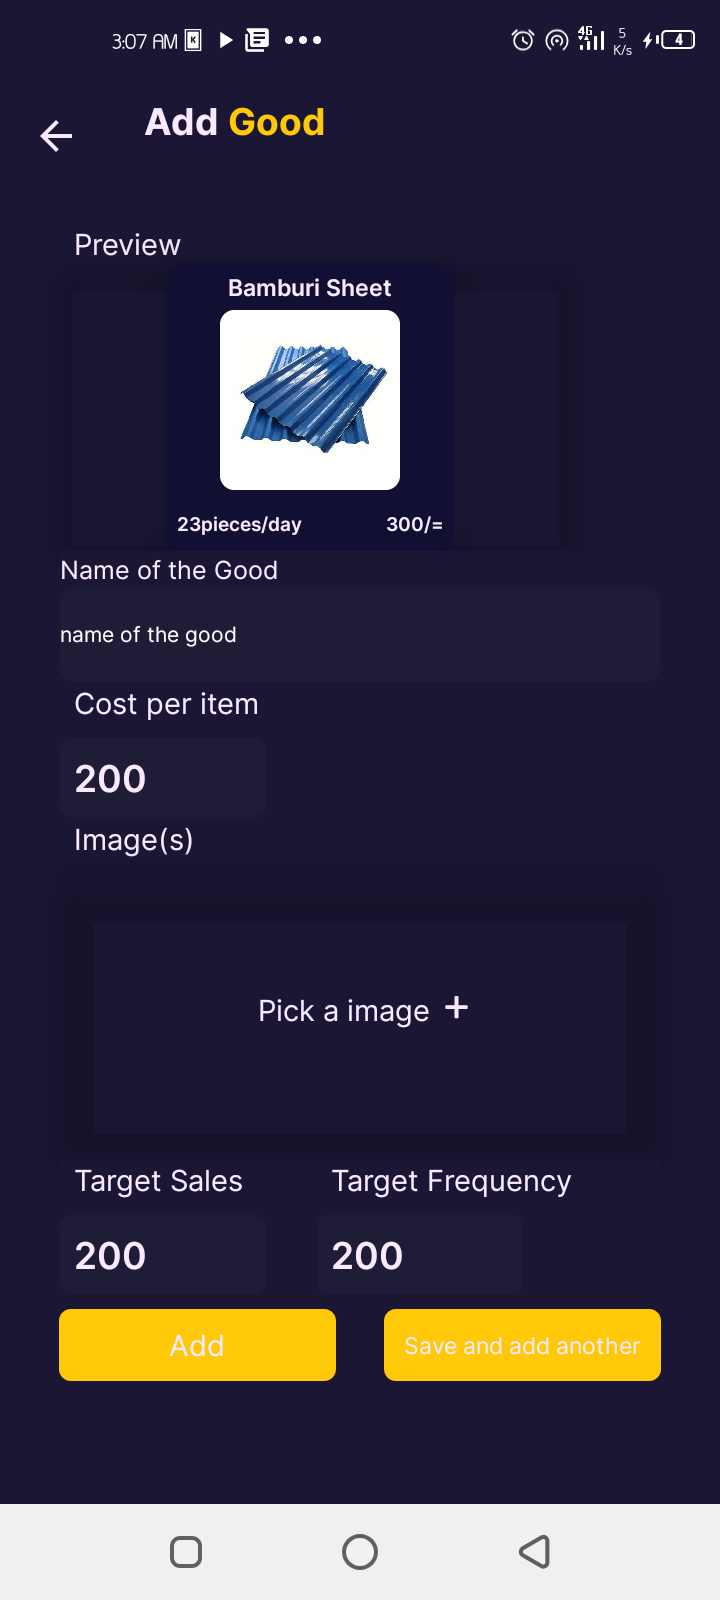 3:07 AM 4G 5 K/s 4
Add Good
Preview
Bamburi Sheet
23pieces/day 300/=
Name of the Good
name of the good
Cost per item
200
Image(s)
Pick a image +
Target Sales Target Frequency
200 200
Add Save and add another